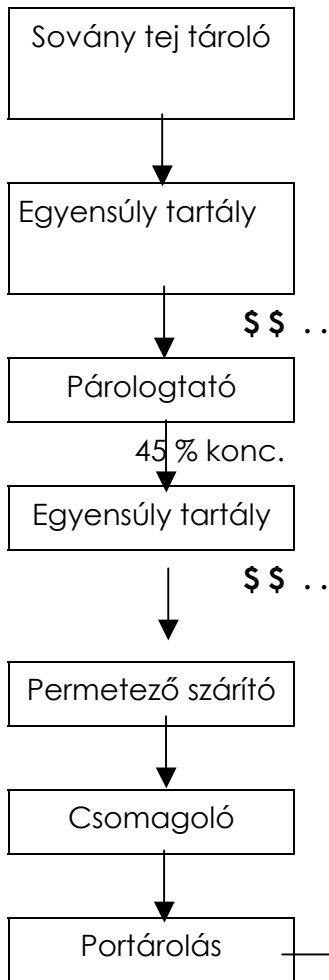 Sovány tej tároló
Egyensúly tartály
$$ ..
Párologtató
45 % konc.
Egyensúly tartály
$$ ..
Permetező szárító
Csomagoló
Portárolás